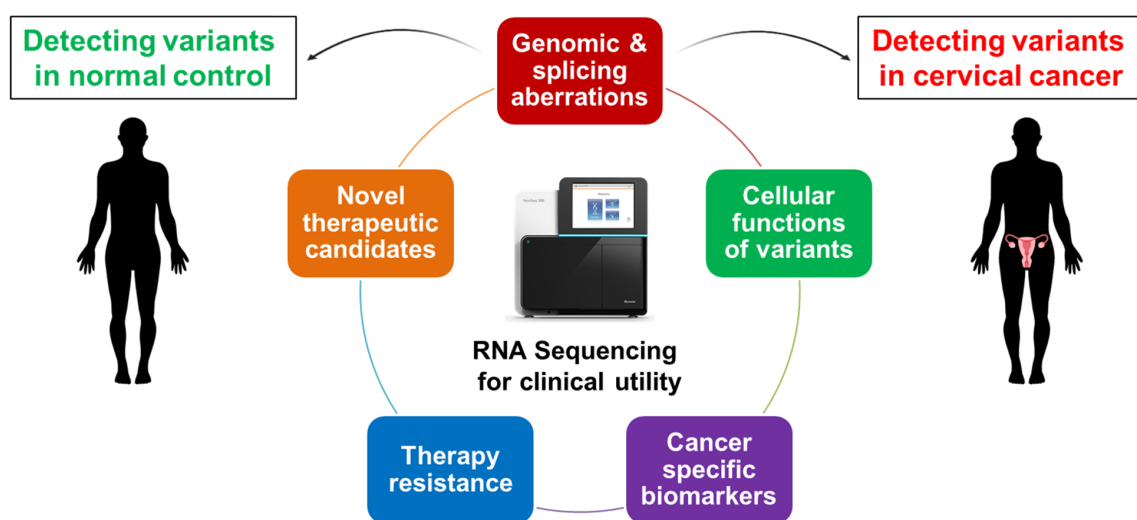 Detecting variants
in normal control
Genomic &
splicing
aberrations
Detecting variants
in cervical cancer
Novel
therapeutic
candidates
Cellular
functions
of variants
RNA Sequencing
for clinical utility
Therapy
resistance
Cancer
specific
biomarkers